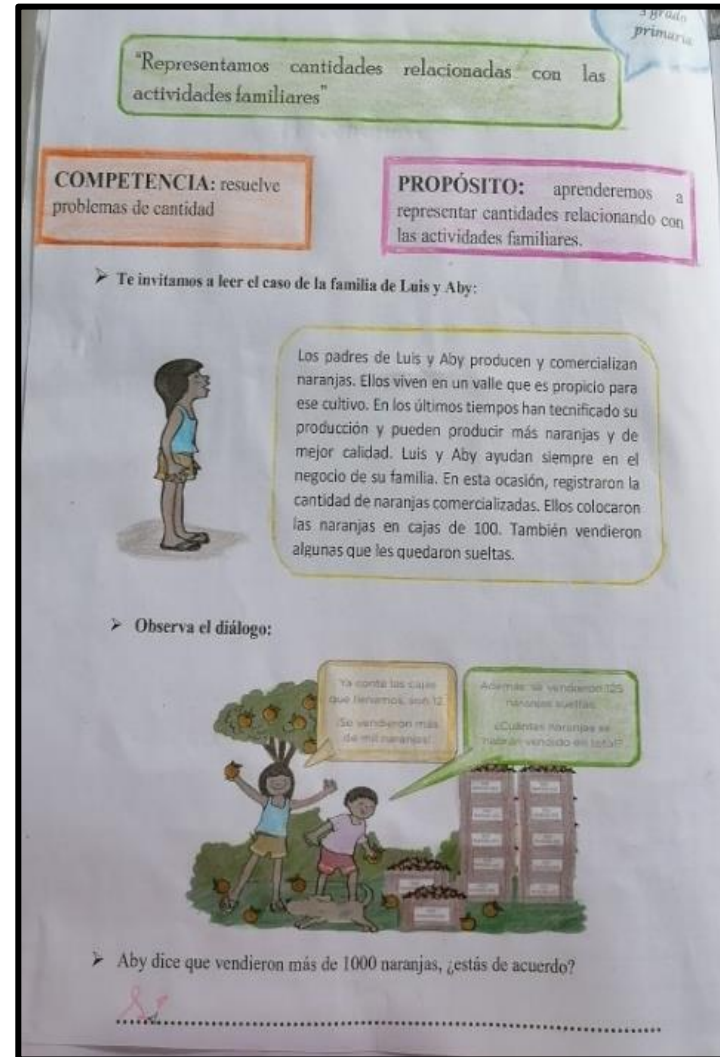 3 grado
primaria
"Representamos cantidades relacionadas con las
actividades familiares"
COMPETENCIA: resuelve
problemas de cantidad
PROPÓSITO: aprenderemos a
representar cantidades relacionando con
las actividades familiares.
➤ Te invitamos a leer el caso de la familia de Luis y Aby:
Los padres de Luis y Aby producen y comercializan
naranjas. Ellos viven en un valle que es propicio para
ese cultivo. En los últimos tiempos han tecnificado su
producción y pueden producir más naranjas y de
mejor calidad. Luis y Aby ayudan siempre en el
negocio de su familia. En esta ocasión, registraron la
cantidad de naranjas comercializadas. Ellos colocaron
las naranjas en cajas de 100. También vendieron
algunas que les quedaron sueltas.
➤ Observa el diálogo:
Ya conté las cajas
que tenemos, son 12.
¡Se vendieron más
de mil naranjas!
Además, se vendieron 125
naranjas sueltas.
¿Cuántas naranjas se
habrán vendido en total?
➤ Aby dice que vendieron más de 1000 naranjas, ¿estás de acuerdo?
Si